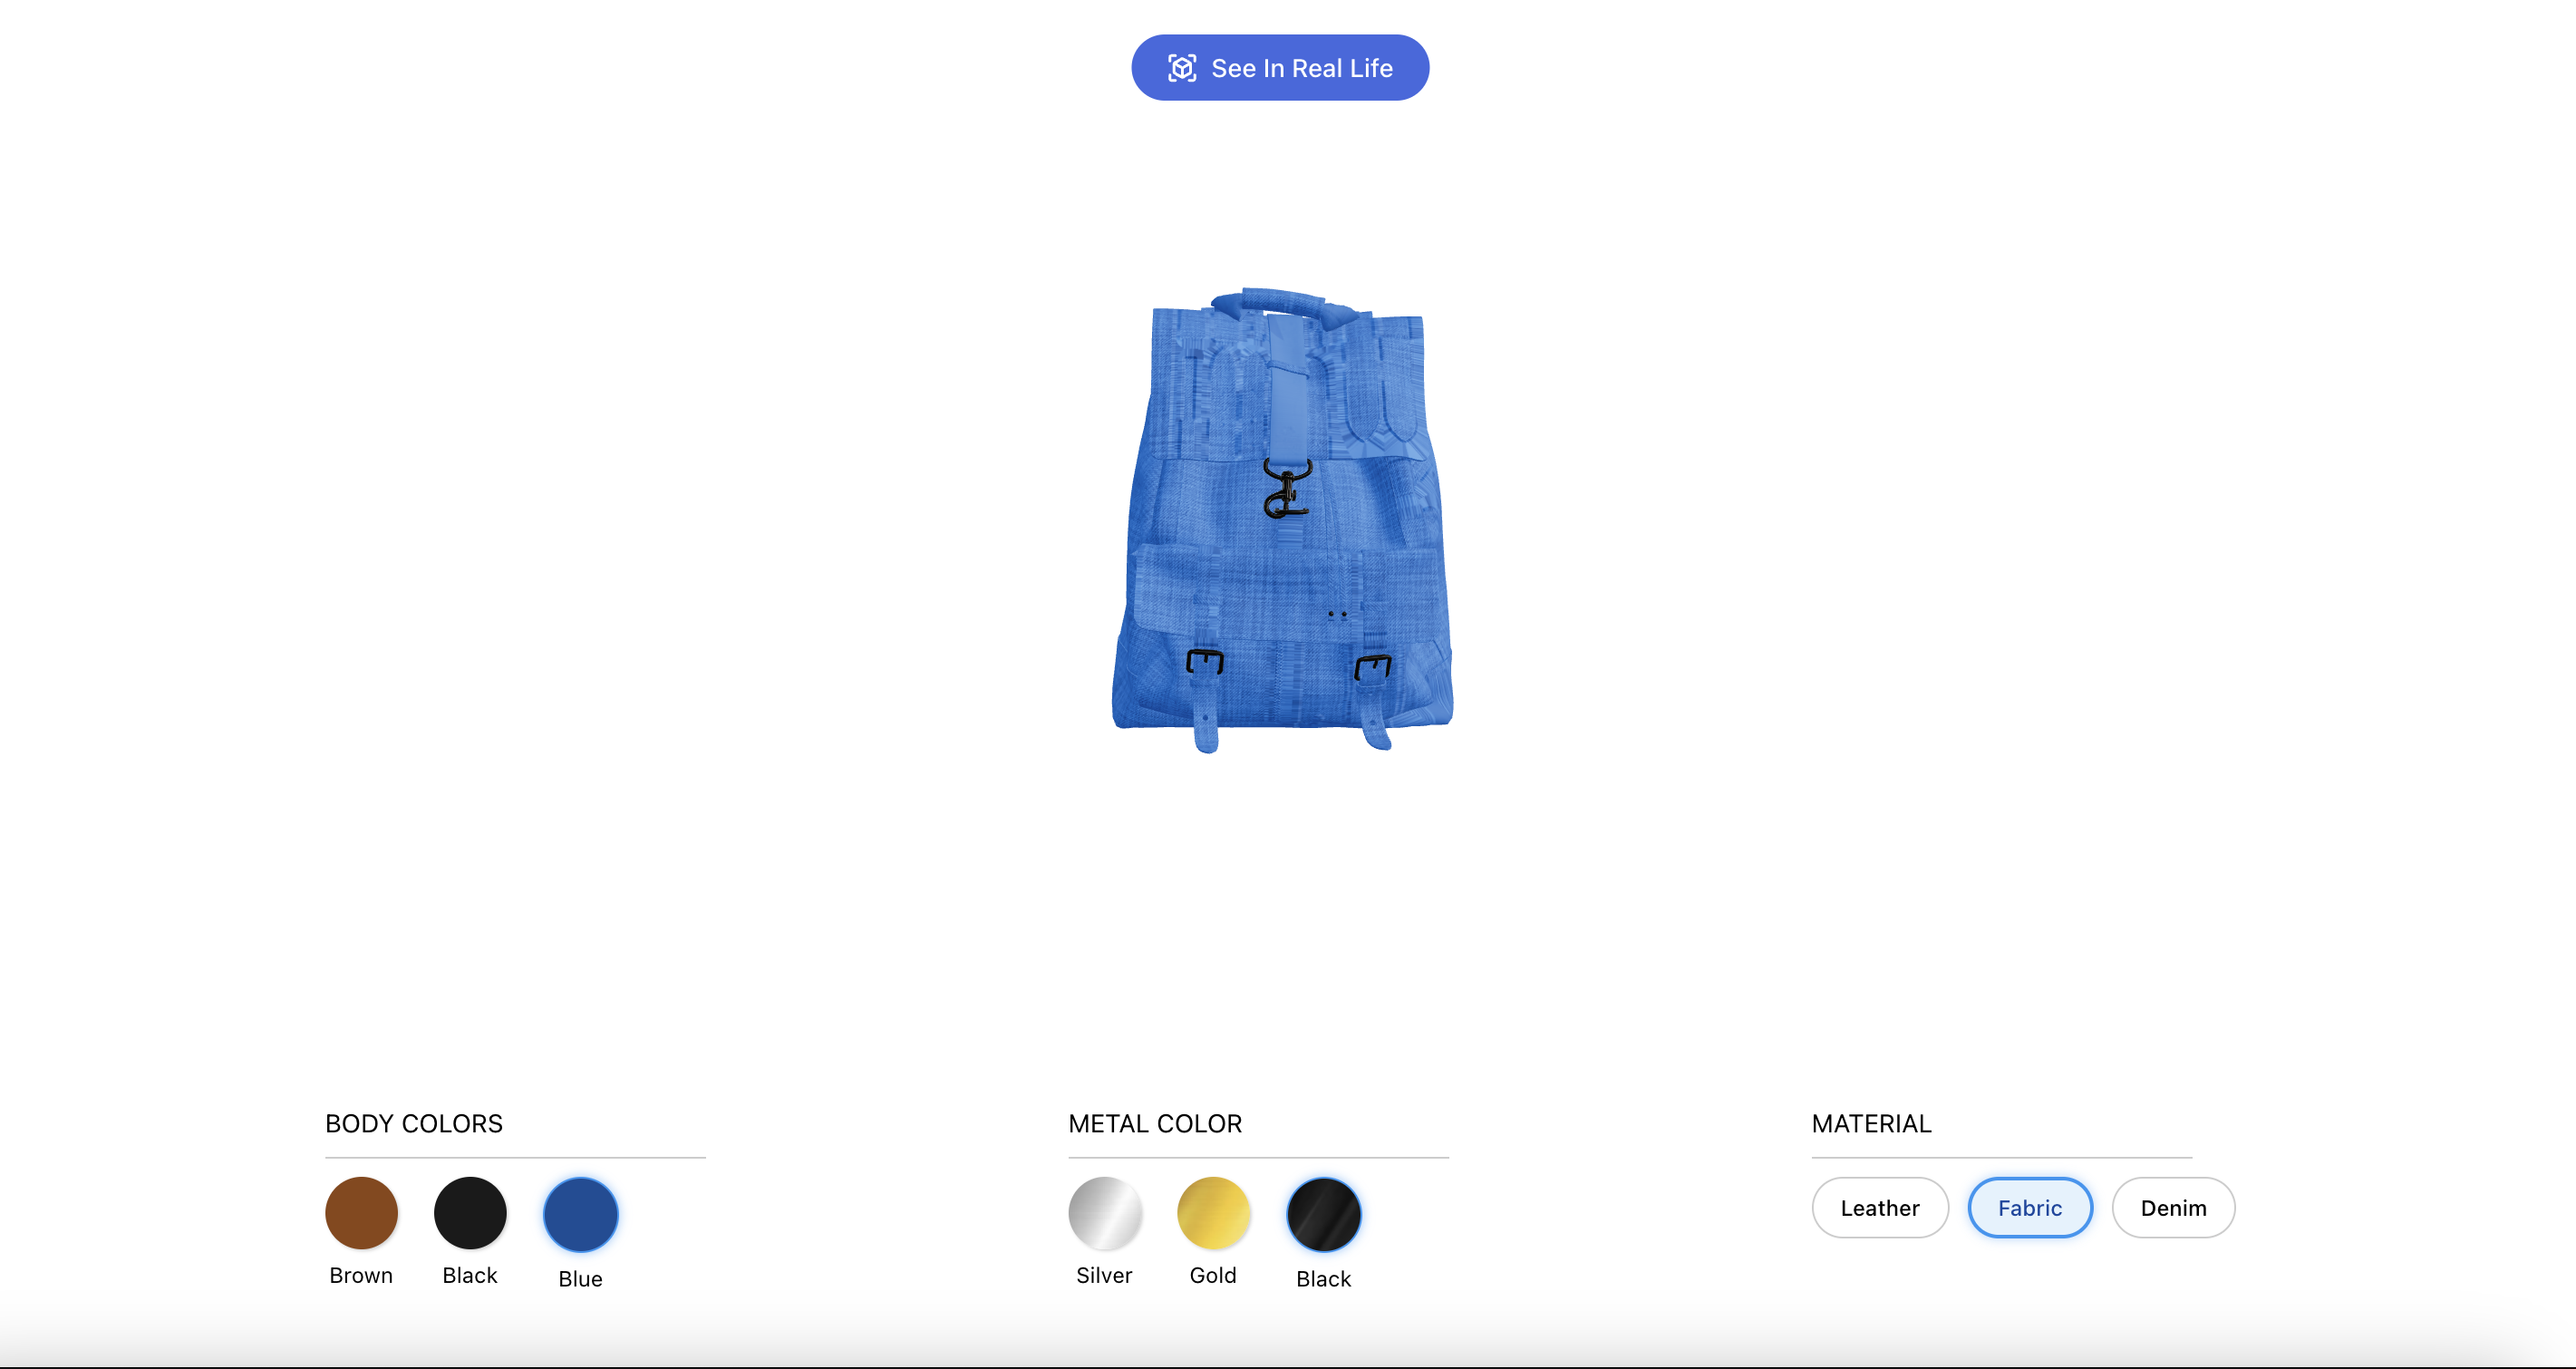 See In Real Life
BODY COLORS
Brown
Black
Blue
METAL COLOR
Silver
Gold
Black
MATERIAL
Leather
Fabric
Denim